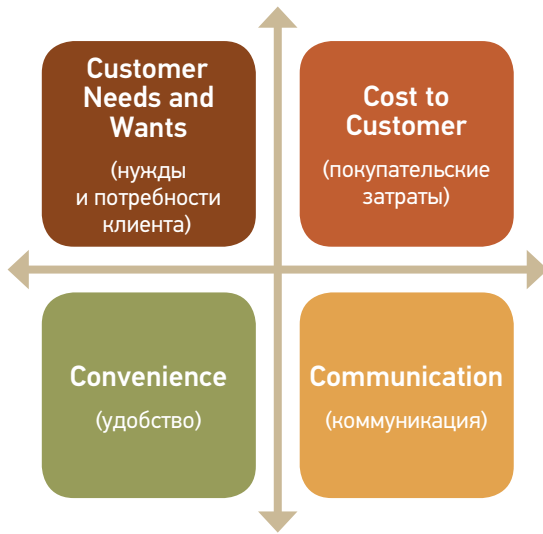 Customer
Needs and
Wants
(нужды
и потребности
клиента)
Cost to
Customer
(покупательские
затраты)
Convenience
(удобство)
Communication
(коммуникация)